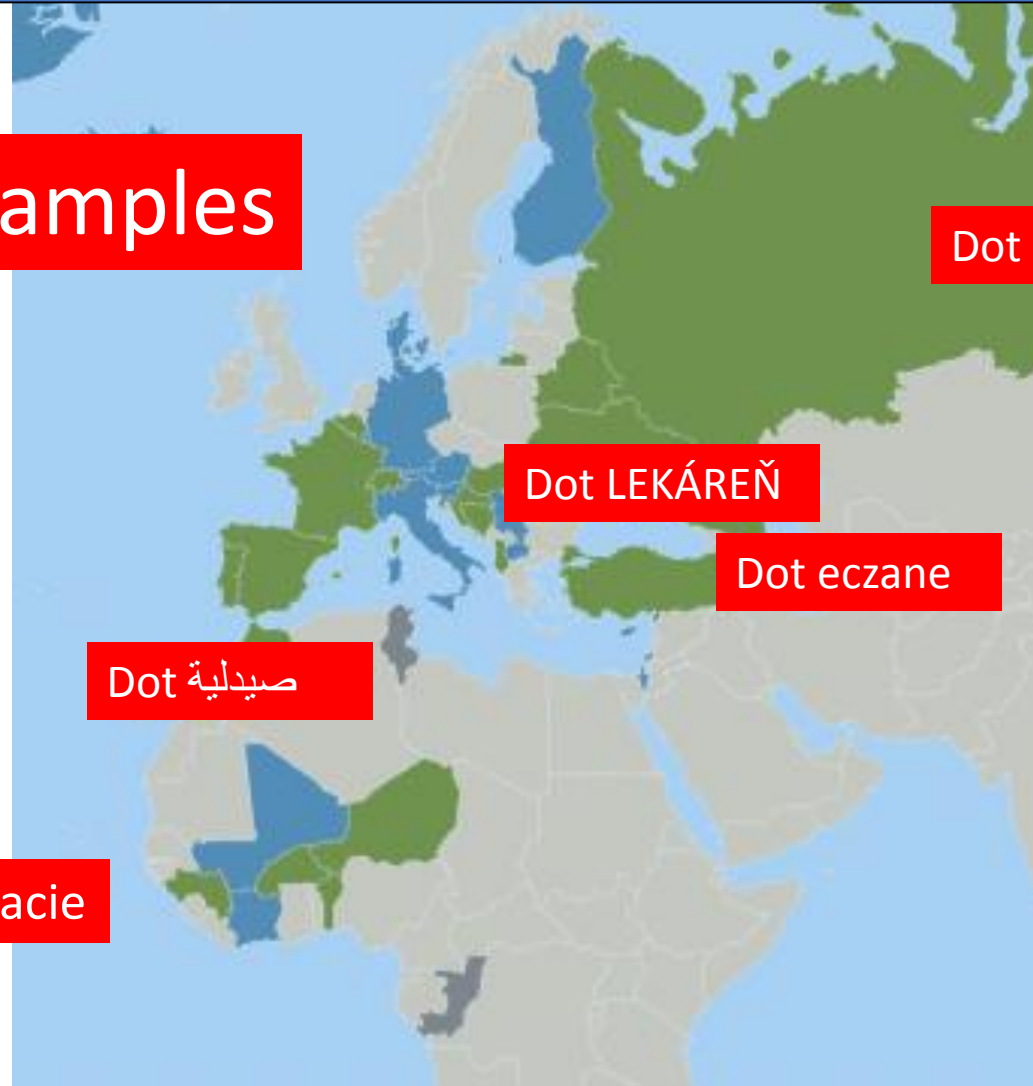 amples
Dot
Dot LEKÁREŇ
Dot eczane
Dot صيدلية
acie